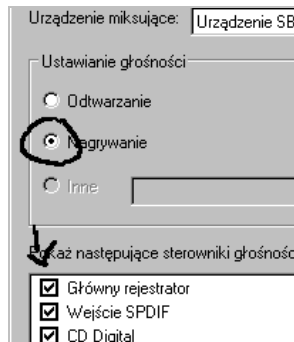 Urządzenie miksujące: Urządzenie SB
Ustawianie głośności
Odtwarzanie
Nagrywanie
Inne
Pokaż następujące sterowniki głośnośc
Główny rejestrator
Wejście SPDIF
CD Digital